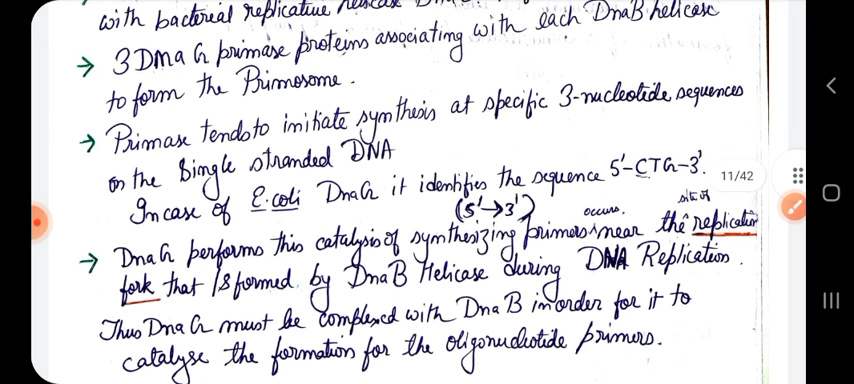 with bacterial replicative
→ 3 DnaG primase proteins associating with each DnaB helicase
to form the Primosome.
→ Primase tends to initiate synthesis at specific 3-nucleotide sequences
on the Single stranded DNA
In case of E.coli DnaG it identifies the sequence 5'-CTG-3'.
11/42
(5'→3') occurs. site of
→ DnaG performs this catalysis of synthesizing primers near the replication
fork that is formed by DnaB Helicase during DNA Replication.
Thus DnaG must be complexed with DnaB inorder for it to
catalyse the formation for the oligonucleotide primers.